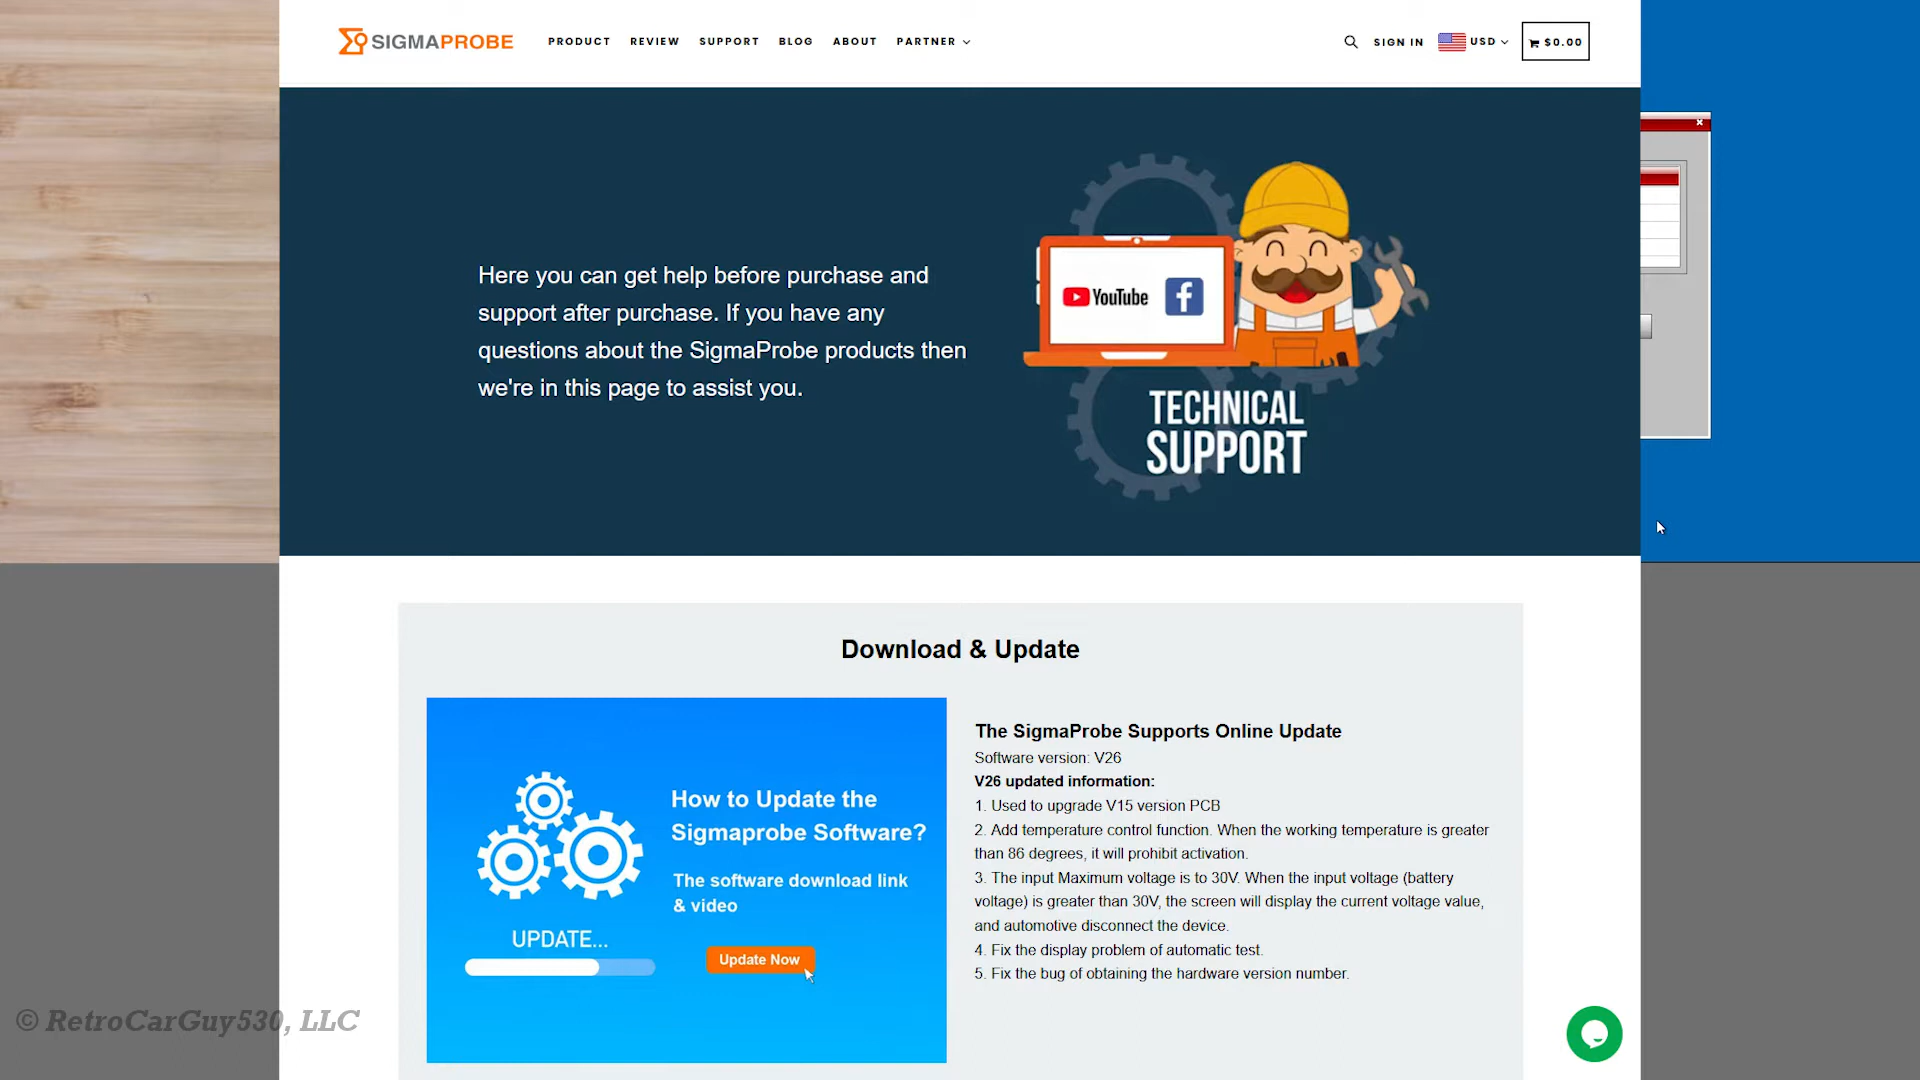 SIGMAPROBE
PRODUCT REVIEW SUPPORT BLOG ABOUT PARTNER
SIGN IN USD $0.00
Here you can get help before purchase and
support after purchase. If you have any
questions about the SigmaProbe products then
we're in this page to assist you.
YouTube
TECHNICAL
SUPPORT
Download & Update
How to Update the
Sigmaprobe Software?
The software download link
& video
UPDATE...
Update Now
The SigmaProbe Supports Online Update
Software version: V26
V26 updated information:
1. Used to upgrade V15 version PCB
2. Add temperature control function. When the working temperature is greater
than 86 degrees, it will prohibit activation.
3. The input Maximum voltage is to 30V. When the input voltage (battery
voltage) is greater than 30V, the screen will display the current voltage value,
and automotive disconnect the device.
4. Fix the display problem of automatic test.
5. Fix the bug of obtaining the hardware version number.
© RetroCarGuy530, LLC